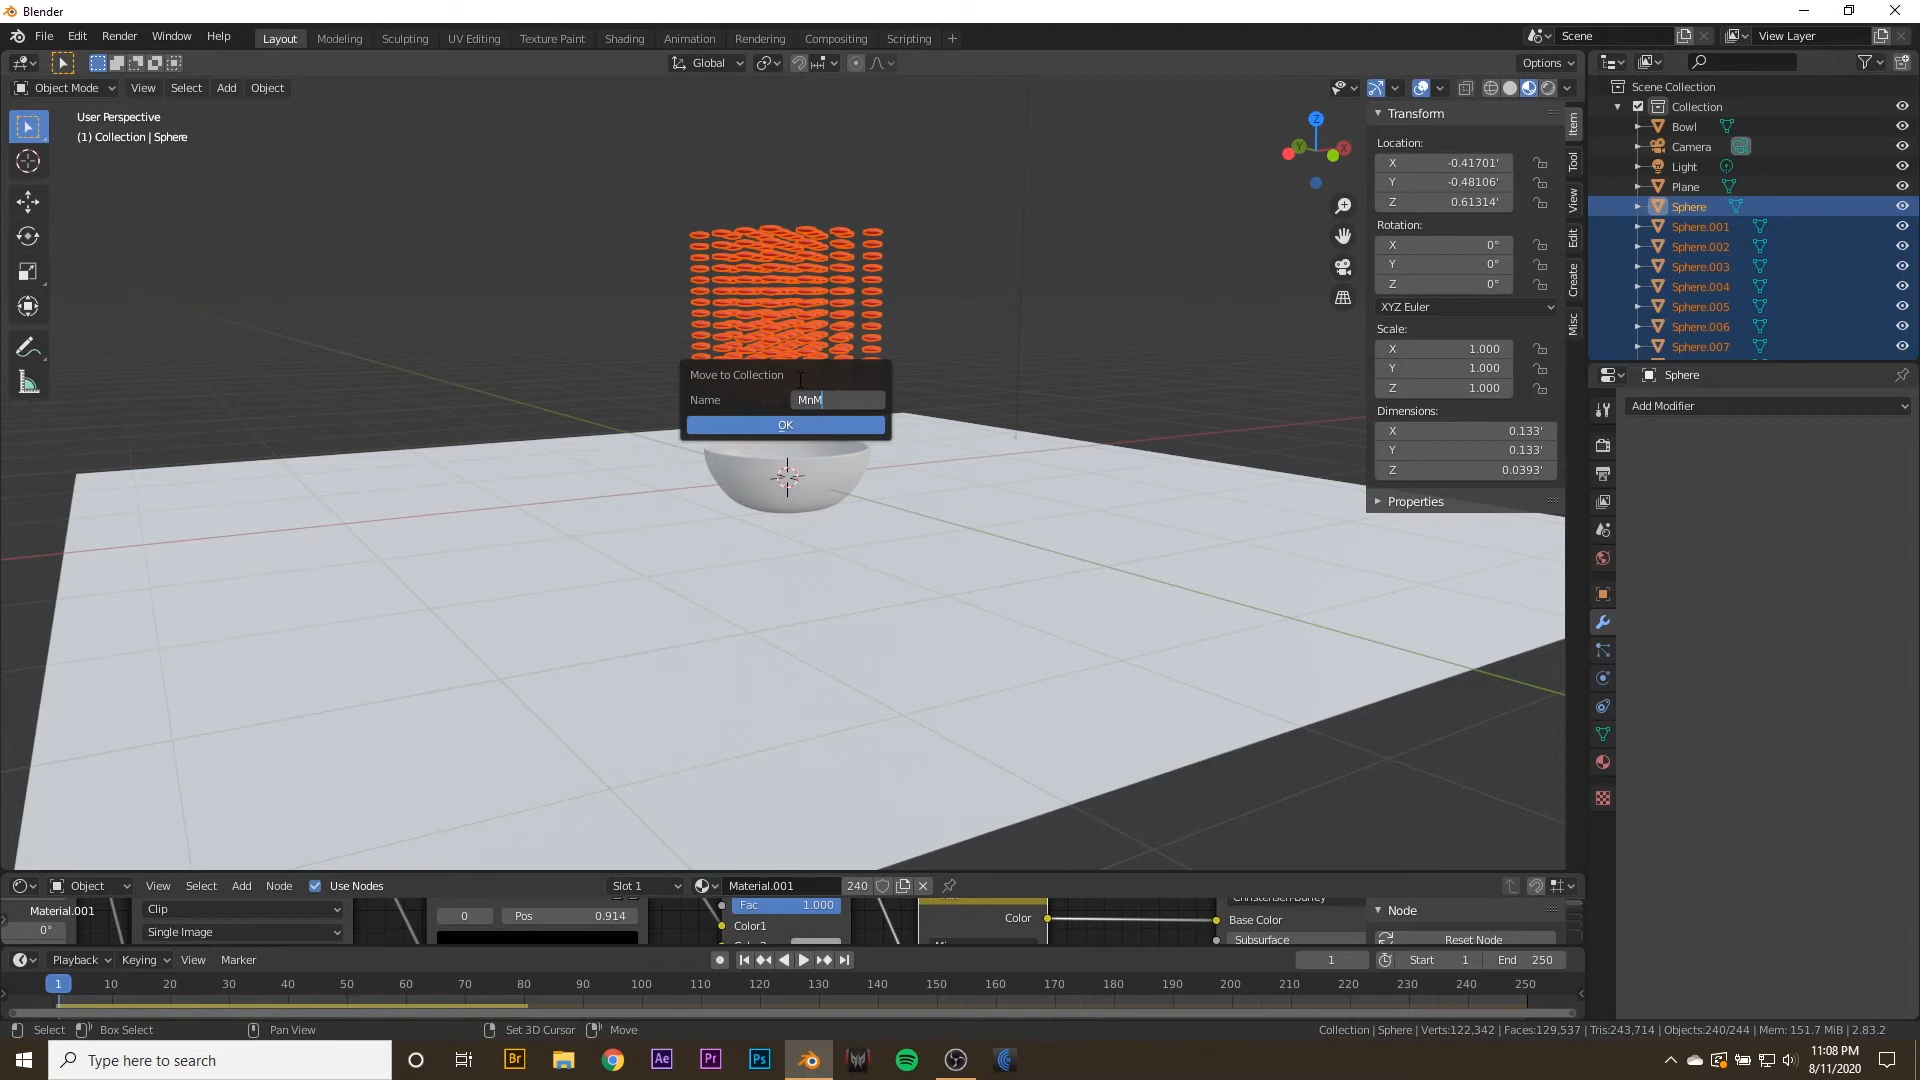 Blender
File Edit Render Window Help
Layout Modeling Sculpting UV Editing Texture Paint Shading Animation Rendering Compositing Scripting +
Scene
View Layer
Global
Options
Object Mode View Select Add Object
User Perspective
(1) Collection | Sphere
Z
Y
X
Transform
Location:
X -0.41701'
Y -0.48106'
Z 0.61314'
Rotation:
X 0°
Y 0°
Z 0°
XYZ Euler
Scale:
X 1.000
Y 1.000
Z 1.000
Dimensions:
X 0.133'
Y 0.133'
Z 0.0393'
Properties
Item
Tool
View
Edit
Create
Misc
Scene Collection
Collection
Bowl
Camera
Light
Plane
Sphere
Sphere.001
Sphere.002
Sphere.003
Sphere.004
Sphere.005
Sphere.006
Sphere.007
Sphere
Add Modifier
Move to Collection
Name MnM
OK
Object View Select Add Node Use Nodes Slot 1 Material.001 240
Material.001
0°
Clip
Single Image
0 Pos 0.914
Fac 1.000
Color1
Color
Base Color
Subsurface
Node
Reset Node
Playback Keying View Marker
1 Start 1 End 250
1 10 20 30 40 50 60 70 80 90 100 110 120 130 140 150 160 170 180 190 200 210 220 230 240 250
Select Box Select Pan View Set 3D Cursor Move
Collection | Sphere | Verts:122,342 | Faces:129,537 | Tris:243,714 | Objects:240/244 | Mem: 151.7 MiB | 2.83.2
Type here to search
Br
Ae
Pr
Ps
11:08 PM
8/11/2020